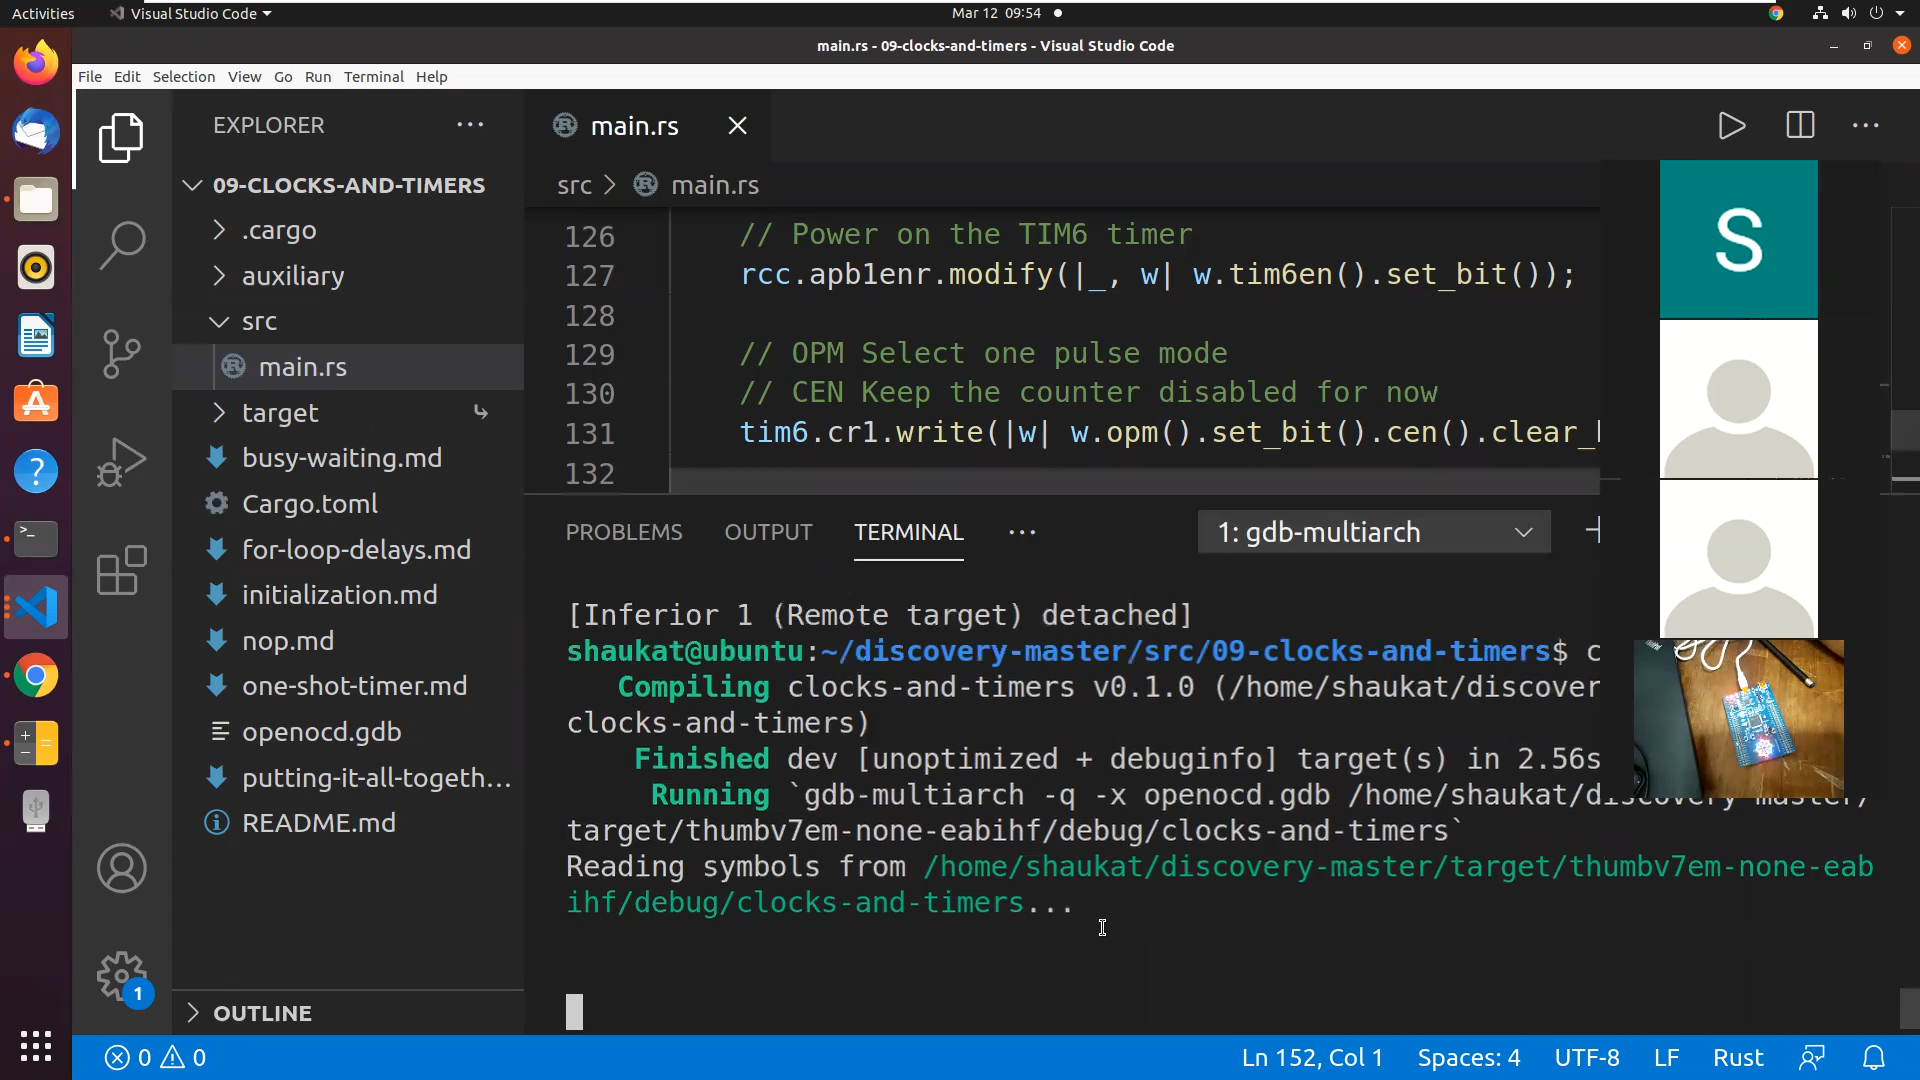 Activities
Visual Studio Code
Mar 12 09:54
main.rs - 09-clocks-and-timers - Visual Studio Code
File Edit Selection View Go Run Terminal Help
EXPLORER
09-CLOCKS-AND-TIMERS
.cargo
auxiliary
src
main.rs
target
busy-waiting.md
Cargo.toml
for-loop-delays.md
initialization.md
nop.md
one-shot-timer.md
openocd.gdb
putting-it-all-togeth...
README.md
OUTLINE
main.rs
src > main.rs
126 // Power on the TIM6 timer
127 rcc.apb1enr.modify(|_, w| w.tim6en().set_bit());
128
129 // OPM Select one pulse mode
130 // CEN Keep the counter disabled for now
131 tim6.cr1.write(|w| w.opm().set_bit().cen().clear_
132
PROBLEMS OUTPUT TERMINAL ...
1: gdb-multiarch
[Inferior 1 (Remote target) detached]
shaukat@ubuntu:~/discovery-master/src/09-clocks-and-timers$ c
Compiling clocks-and-timers v0.1.0 (/home/shaukat/discover
clocks-and-timers)
Finished dev [unoptimized + debuginfo] target(s) in 2.56s
Running `gdb-multiarch -q -x openocd.gdb /home/shaukat/discovery-master/
target/thumbv7em-none-eabihf/debug/clocks-and-timers`
Reading symbols from /home/shaukat/discovery-master/target/thumbv7em-none-eab
ihf/debug/clocks-and-timers...
S
1
0 0
Ln 152, Col 1 Spaces: 4 UTF-8 LF Rust